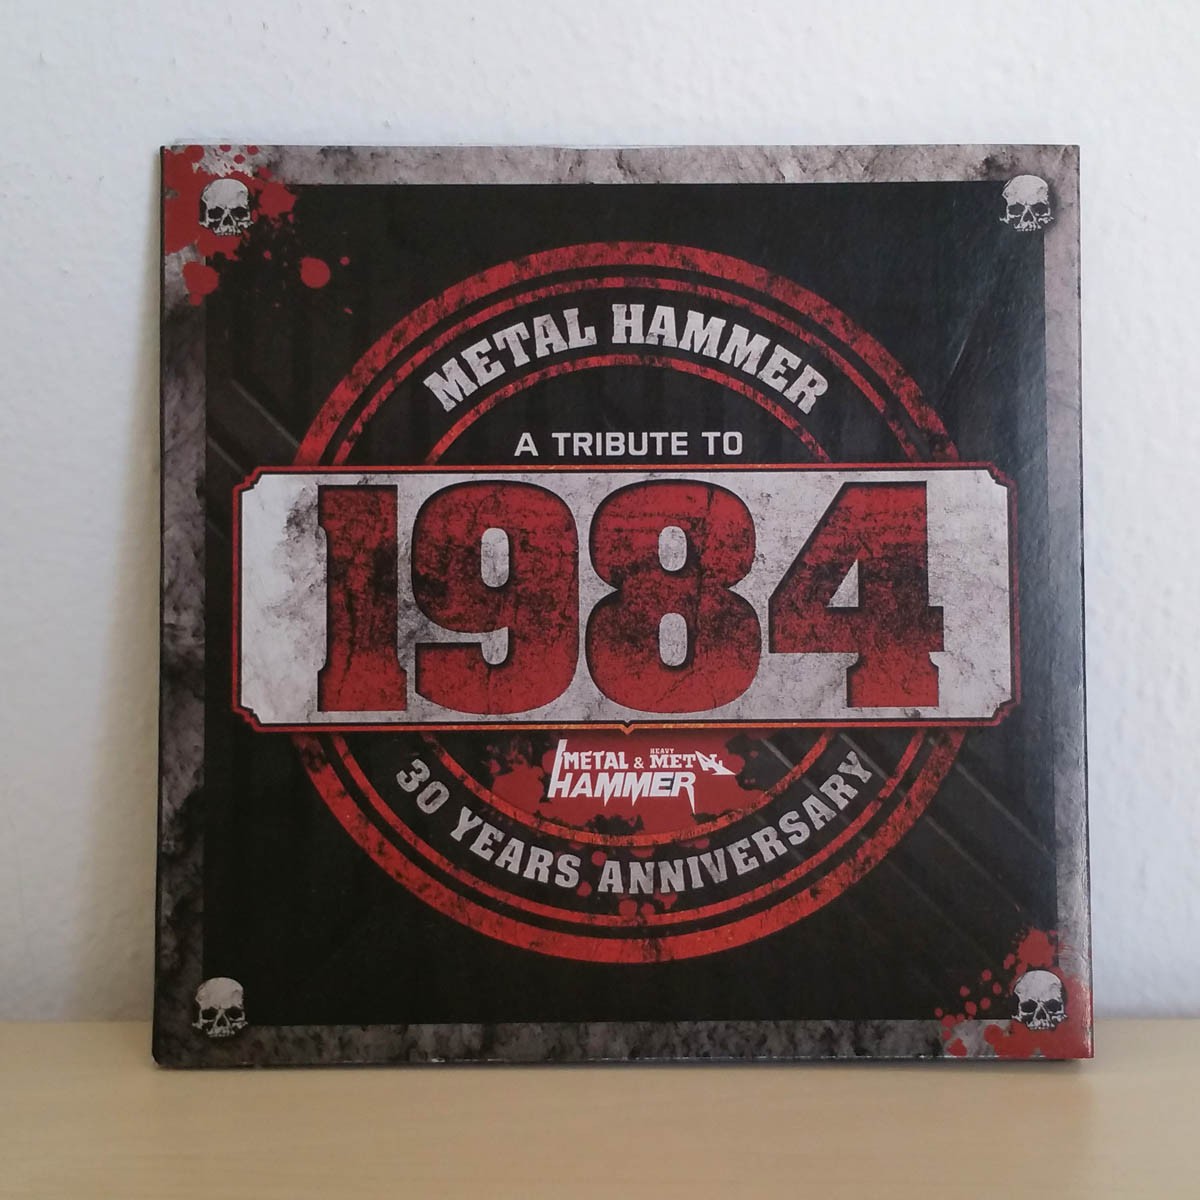 METAL HAMMER
A TRIBUTE TO
1984
METAL & HEAVY METAL
HAMMER
30 YEARS ANNIVERSARY